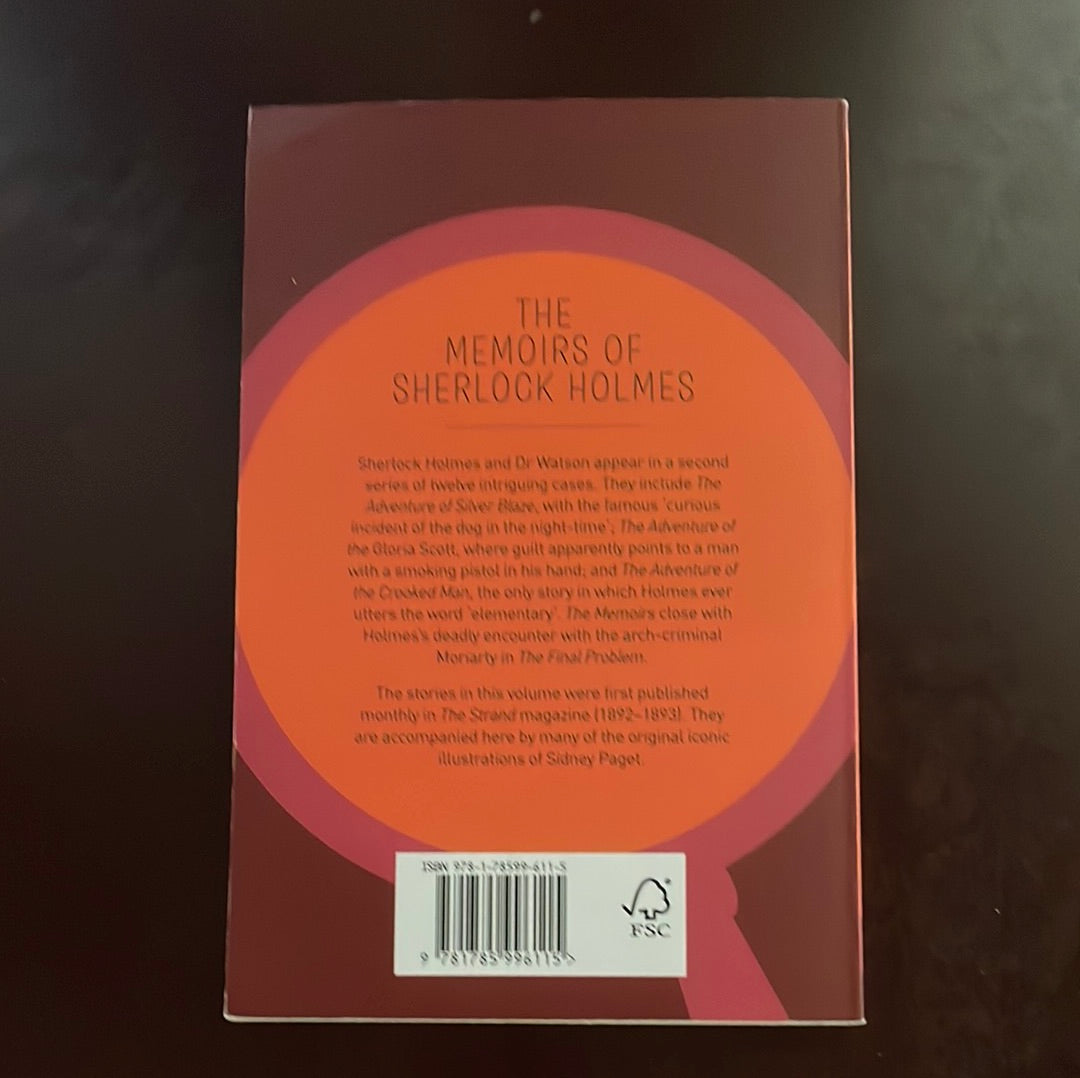 THE
MEMOIRS OF
SHERLOCK HOLMES
Sherlock Holmes and Dr Watson appear in a second
series of twelve intriguing cases. They include The
Adventure of Silver Blaze, with the famous 'curious
incident of the dog in the night-time'; The Adventure of
the Gloria Scott, where guilt apparently points to a man
with a smoking pistol in his hand; and The Adventure of
the Crooked Man, the only story in which Holmes ever
utters the word 'elementary'. The Memoirs close with
Holmes's deadly encounter with the arch-criminal
Moriarty in The Final Problem.
The stories in this volume were first published
monthly in The Strand magazine (1892–1893). They
are accompanied here by many of the original iconic
illustrations of Sidney Paget.
ISBN 978-1-78599-611-5
9 781785 996115 >
FSC